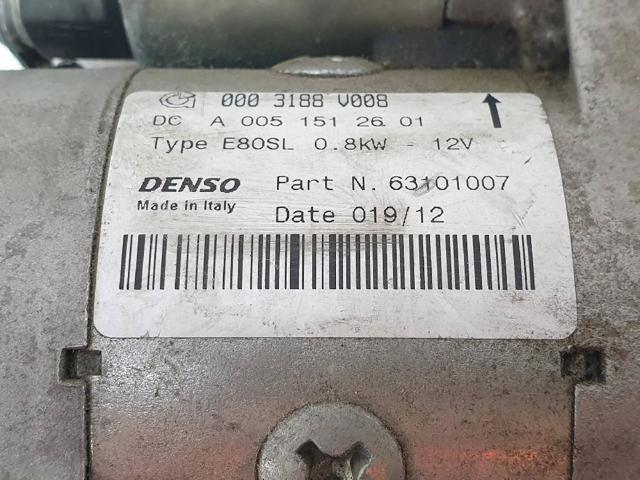 000 3188 V008
DC A 005 151 26 01
Type E80SL 0.8kW - 12V
DENSO Part N. 63101007
Made in Italy
Date 019/12